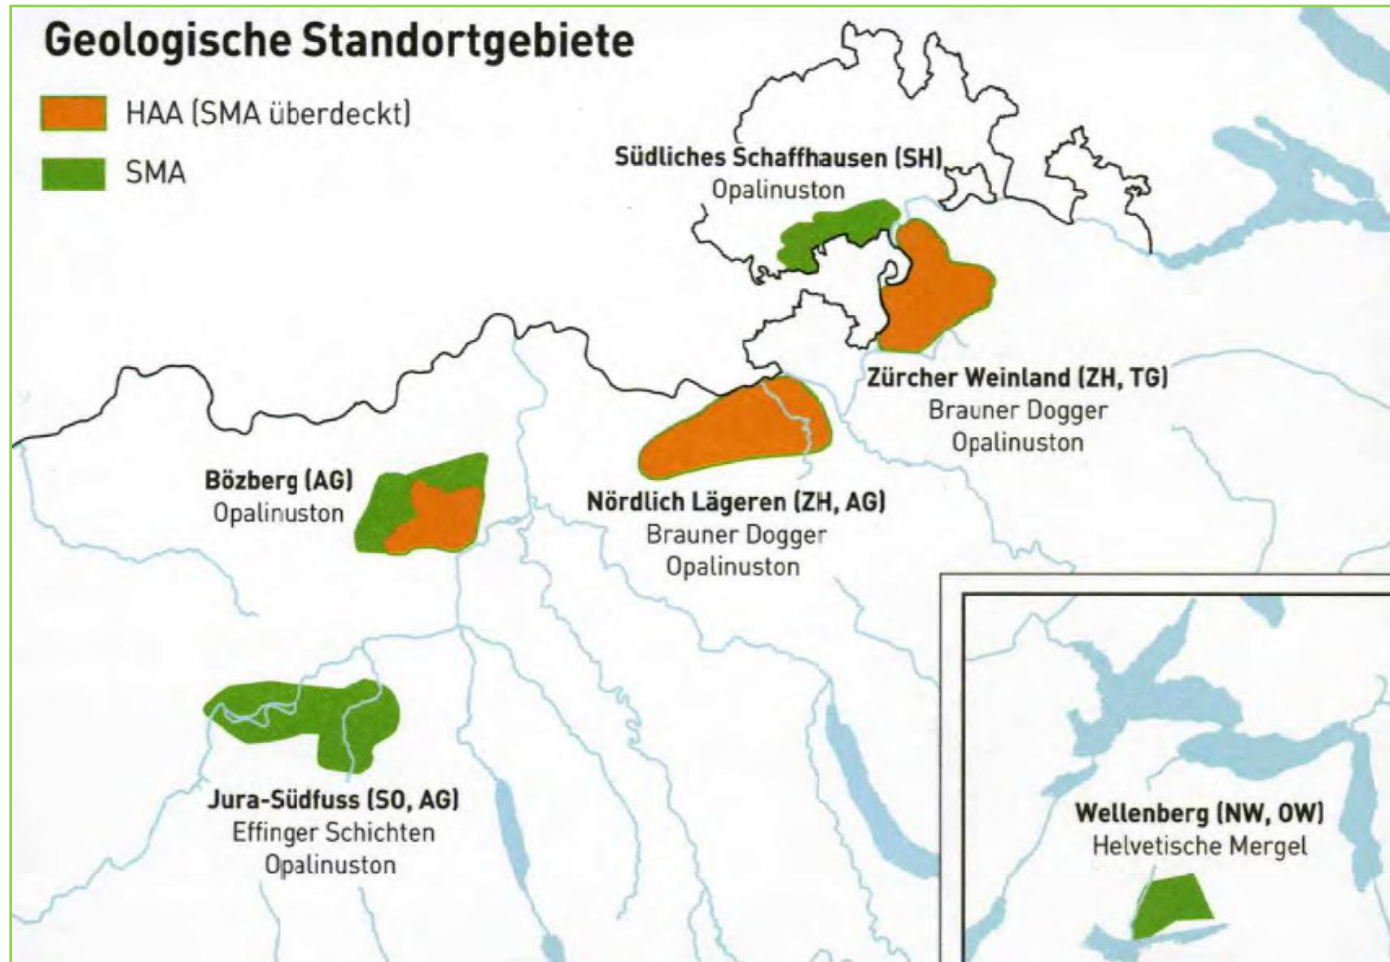 Geologische Standortgebiete
HAA (SMA überdeckt)
SMA
Südliches Schaffhausen (SH)
Opalinuston
Zürcher Weinland (ZH, TG)
Brauner Dogger
Opalinuston
Bözberg (AG)
Opalinuston
Nördlich Lägeren (ZH, AG)
Brauner Dogger
Opalinuston
Jura-Südfuss (SO, AG)
Effinger Schichten
Opalinuston
Wellenberg (NW, OW)
Helvetische Mergel